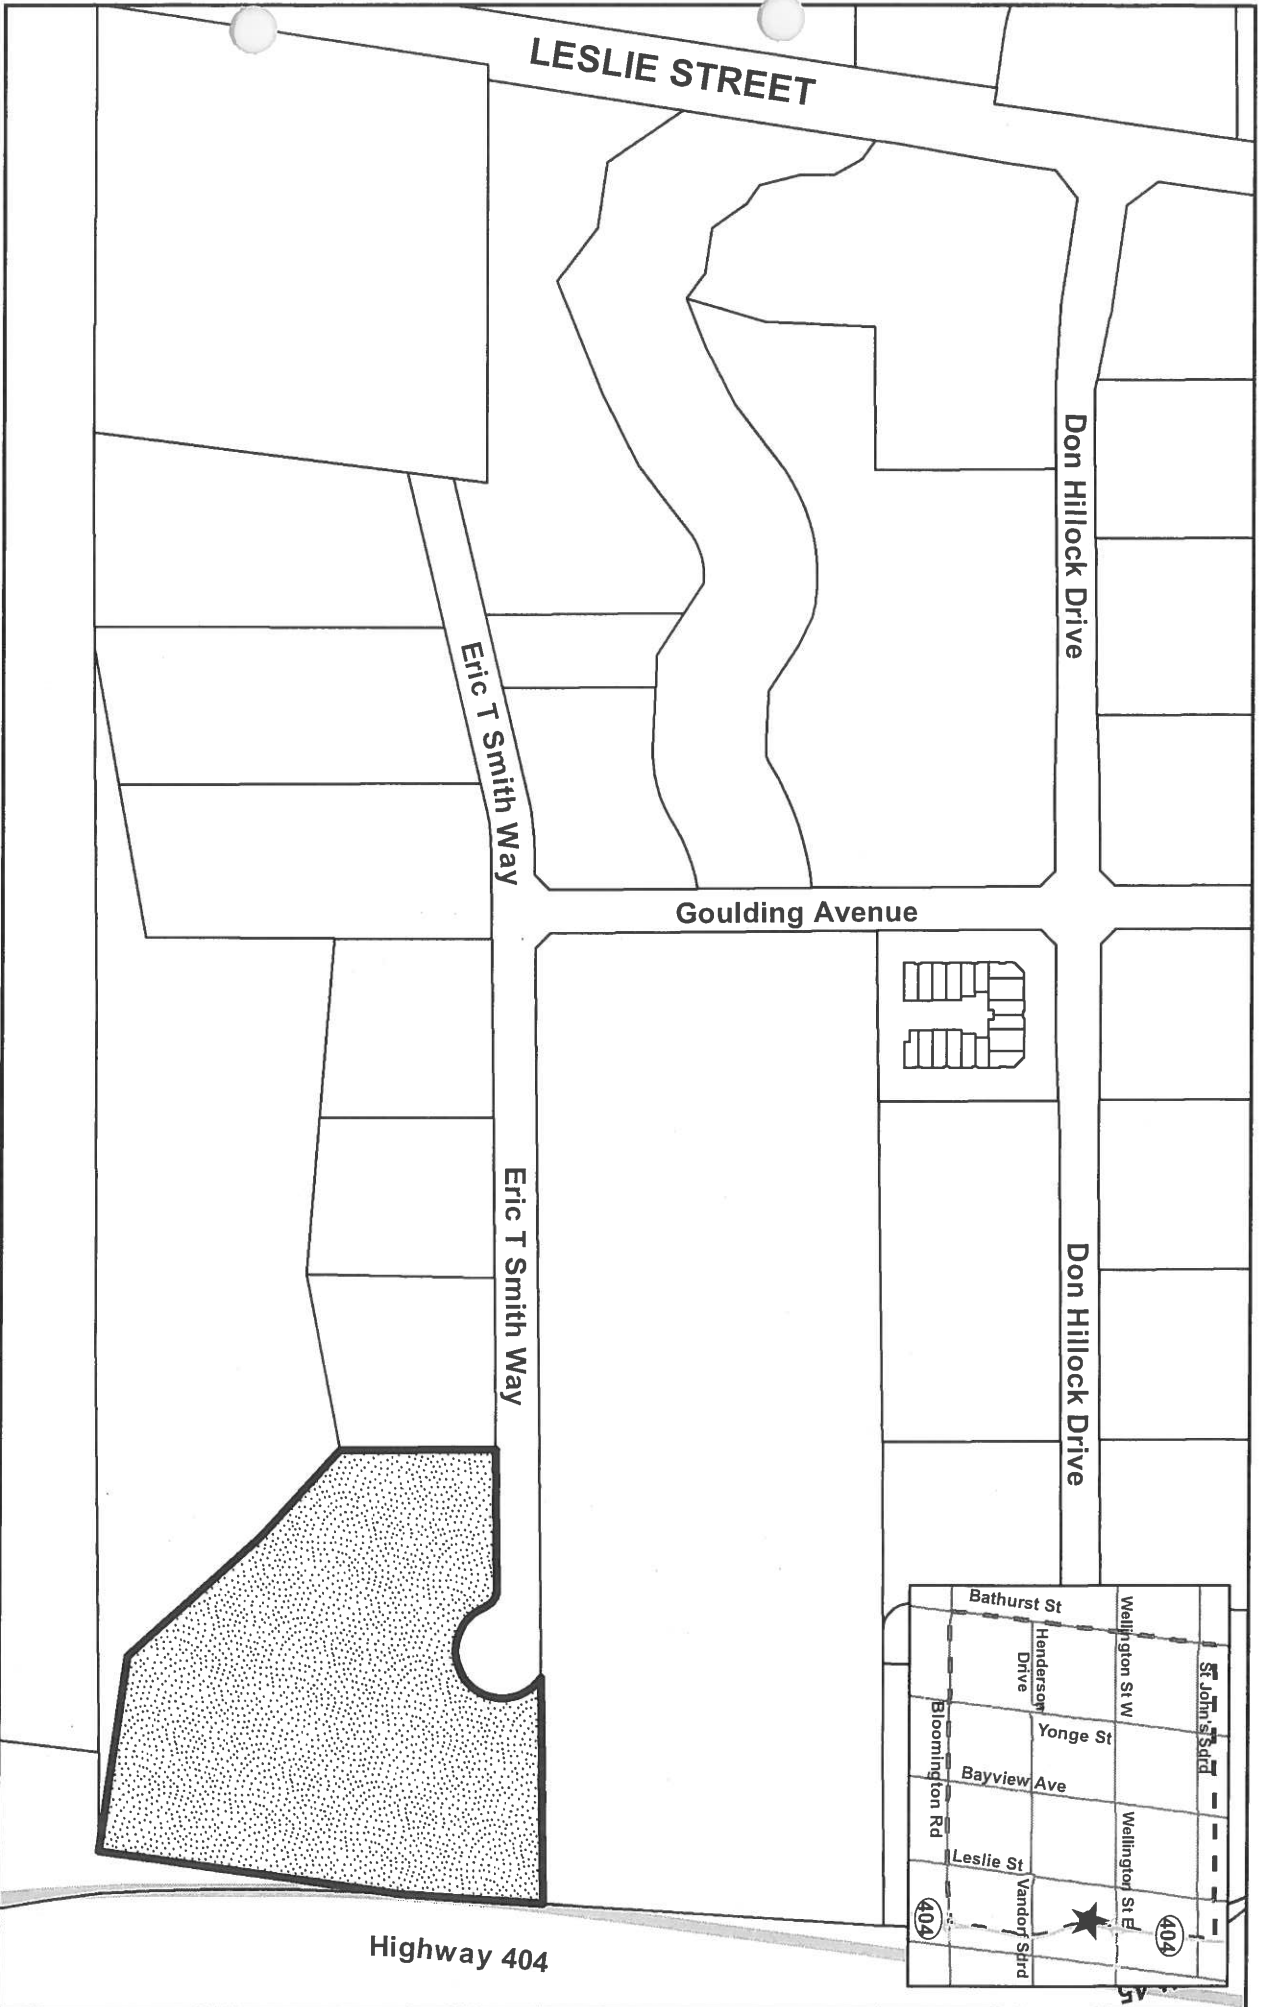 LESLIE STREET
Don Hillock Drive
Eric T Smith Way
Goulding Avenue
Eric T Smith Way
Don Hillock Drive
Highway 404
Bathurst St
Wellington St W
Henderson
Drive
St John's Sdrd
Yonge St
Bloomington Rd
Bayview Ave
Wellington St E
Leslie St
Vandorf Sdrd
404
404